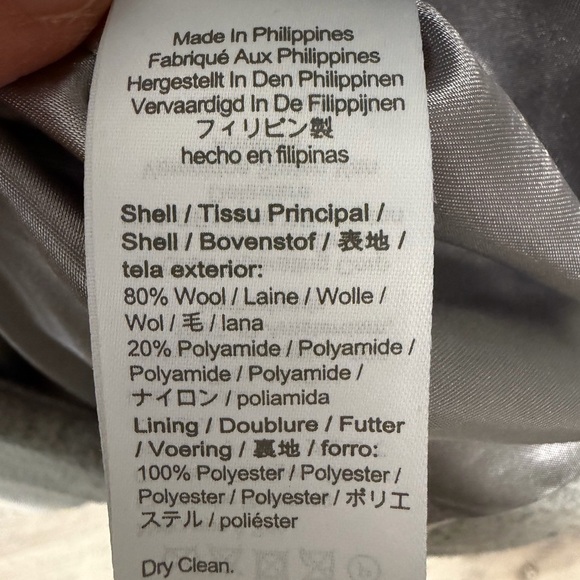 Made In Philippines
Fabriqué Aux Philippines
Hergestellt In Den Philippinen
Vervaardigd In De Filippijnen
フィリピン製
hecho en filipinas
Shell / Tissu Principal /
Shell / Bovenstof / 表地 /
tela exterior:
80% Wool / Laine / Wolle /
Wol / 毛 / lana
20% Polyamide / Polyamide /
Polyamide / Polyamide /
ナイロン / poliamida
Lining / Doublure / Futter
/ Voering / 裏地 / forro:
100% Polyester / Polyester /
Polyester / Polyester / ポリエ
ステル / poliéster
Dry Clean.